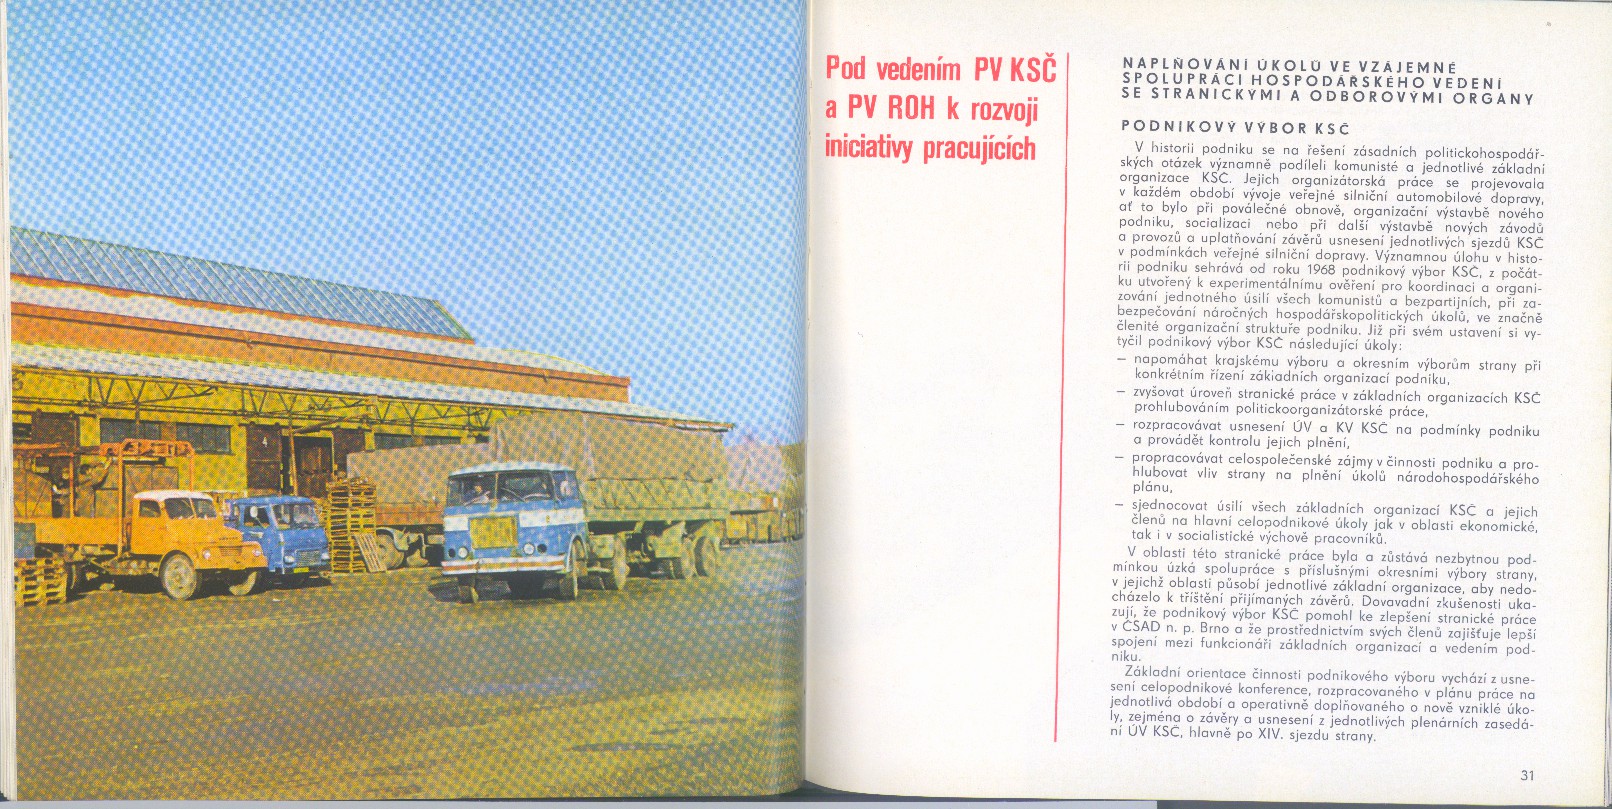 4
Pod vedením PV KSČ
a PV ROH k rozvoji
iniciativy pracujících
NAPLŇOVÁNÍ ÚKOLŮ VE VZÁJEMNÉ
SPOLUPRÁCI HOSPODÁŘSKÉHO VEDENÍ
SE STRANICKÝMI A ODBOROVÝMI ORGÁNY
PODNIKOVÝ VÝBOR KSČ
V historii podniku se na řešení zásadních politickohospodář-
ských otázek významně podíleli komunisté a jednotlivé základní
organizace KSČ. Jejich organizátorská práce se projevovala
v každém období vývoje veřejné silniční automobilové dopravy,
ať to bylo při poválečné obnově, organizační výstavbě nového
podniku, socializaci nebo při další výstavbě nových závodů
a provozů a uplatňování závěrů usnesení jednotlivých sjezdů KSČ
v podmínkách veřejné silniční dopravy. Významnou úlohu v histo-
rii podniku sehrává od roku 1968 podnikový výbor KSČ, z počát-
ku utvořený k experimentálnímu ověření pro koordinaci a organi-
zování jednotného úsilí všech komunistů a bezpartijních, při za-
bezpečování náročných hospodářskopolitických úkolů, ve značně
členité organizační struktuře podniku. Již při svém ustavení si vy-
tyčil podnikový výbor KSČ následující úkoly:
— napomáhat krajskému výboru a okresním výborům strany při
konkrétním řízení základních organizací podniku,
— zvyšovat úroveň stranické práce v základních organizacích KSČ
prohlubováním politickoorganizátorské práce,
— rozpracovávat usnesení ÚV a KV KSČ na podmínky podniku
a provádět kontrolu jejich plnění,
— propracovávat celospolečenské zájmy v činnosti podniku a pro-
hlubovat vliv strany na plnění úkolů národohospodářského
plánu,
— sjednocovat úsilí všech základních organizací KSČ a jejich
členů na hlavní celopodnikové úkoly jak v oblasti ekonomické,
tak i v socialistické výchově pracovníků.
V oblasti této stranické práce byla a zůstává nezbytnou pod-
mínkou úzká spolupráce s příslušnými okresními výbory strany,
v jejichž oblasti působí jednotlivé základní organizace, aby nedo-
cházelo k tříštění přijímaných závěrů. Dovavadní zkušenosti uka-
zují, že podnikový výbor KSČ pomohl ke zlepšení stranické práce
v ČSAD n. p. Brno a že prostřednictvím svých členů zajišťuje lepší
spojení mezi funkcionáři základních organizací a vedením pod-
niku.
Základní orientace činnosti podnikového výboru vychází z usne-
sení celopodnikové konference, rozpracovaného v plánu práce na
jednotlivá období a operativně doplňovaného o nově vzniklé úko-
ly, zejména o závěry a usnesení z jednotlivých plenárních zasedá-
ní ÚV KSČ, hlavně po XIV. sjezdu strany.
31